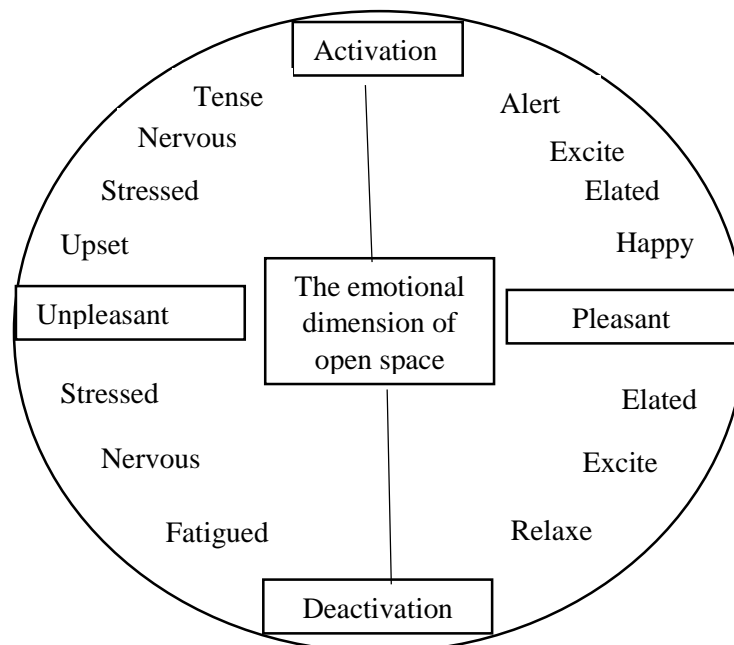 Activation
Tense
Alert
Nervous
Excite
Stressed
Elated
Upset
Happy
The emotional
dimension of
open space
Unpleasant
Pleasant
Stressed
Elated
Nervous
Excite
Fatigued
Relaxe
Deactivation